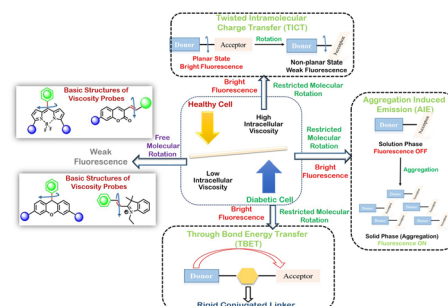 Twisted Intramolecular
Charge Transfer (TICT)
Donor
Acceptor
Rotation
Donor
Acceptor
Planar State
Bright Fluorescence
Non-planar State
Weak Fluorescence
Bright
Fluorescence
Restricted Molecular
Rotation
Basic Structures of
Viscosity Probes
Healthy Cell
High
Intracellular
Viscosity
Free
Molecular
Rotation
Weak
Fluorescence
Restricted
Molecular
Rotation
Bright
Fluorescence
Low
Intracellular
Viscosity
Diabetic Cell
Basic Structures of
Viscosity Probes
Bright
Fluorescence
Restricted Molecular
Rotation
Aggregation Induced
Emission (AIE)
Donor
Solution Phase
Fluorescence OFF
Aggregation
Solid Phase (Aggregation)
Fluorescence ON
Through Bond Energy Transfer
(TBET)
Donor
Acceptor
Rigid Conjugated Linker